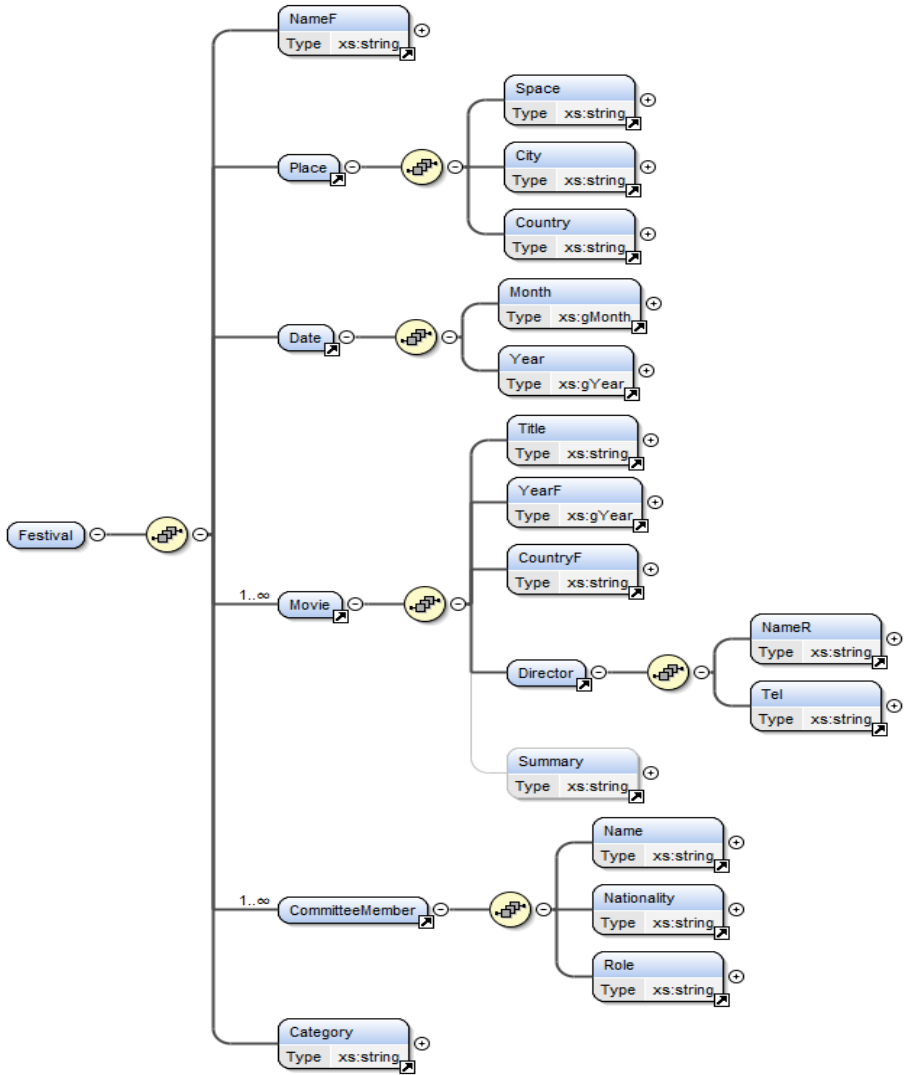 NameF
Type xs:string
Space
Type xs:string
City
Type xs:string
Country
Type xs:string
Place
Month
Type xs:gMonth
Year
Type xs:gYear
Date
Title
Type xs:string
YearF
Type xs:gYear
CountryF
Type xs:string
Festival
1..∞
Movie
NameR
Type xs:string
Director
Tel
Type xs:string
Summary
Type xs:string
Name
Type xs:string
1..∞
CommitteeMember
Nationality
Type xs:string
Role
Type xs:string
Category
Type xs:string